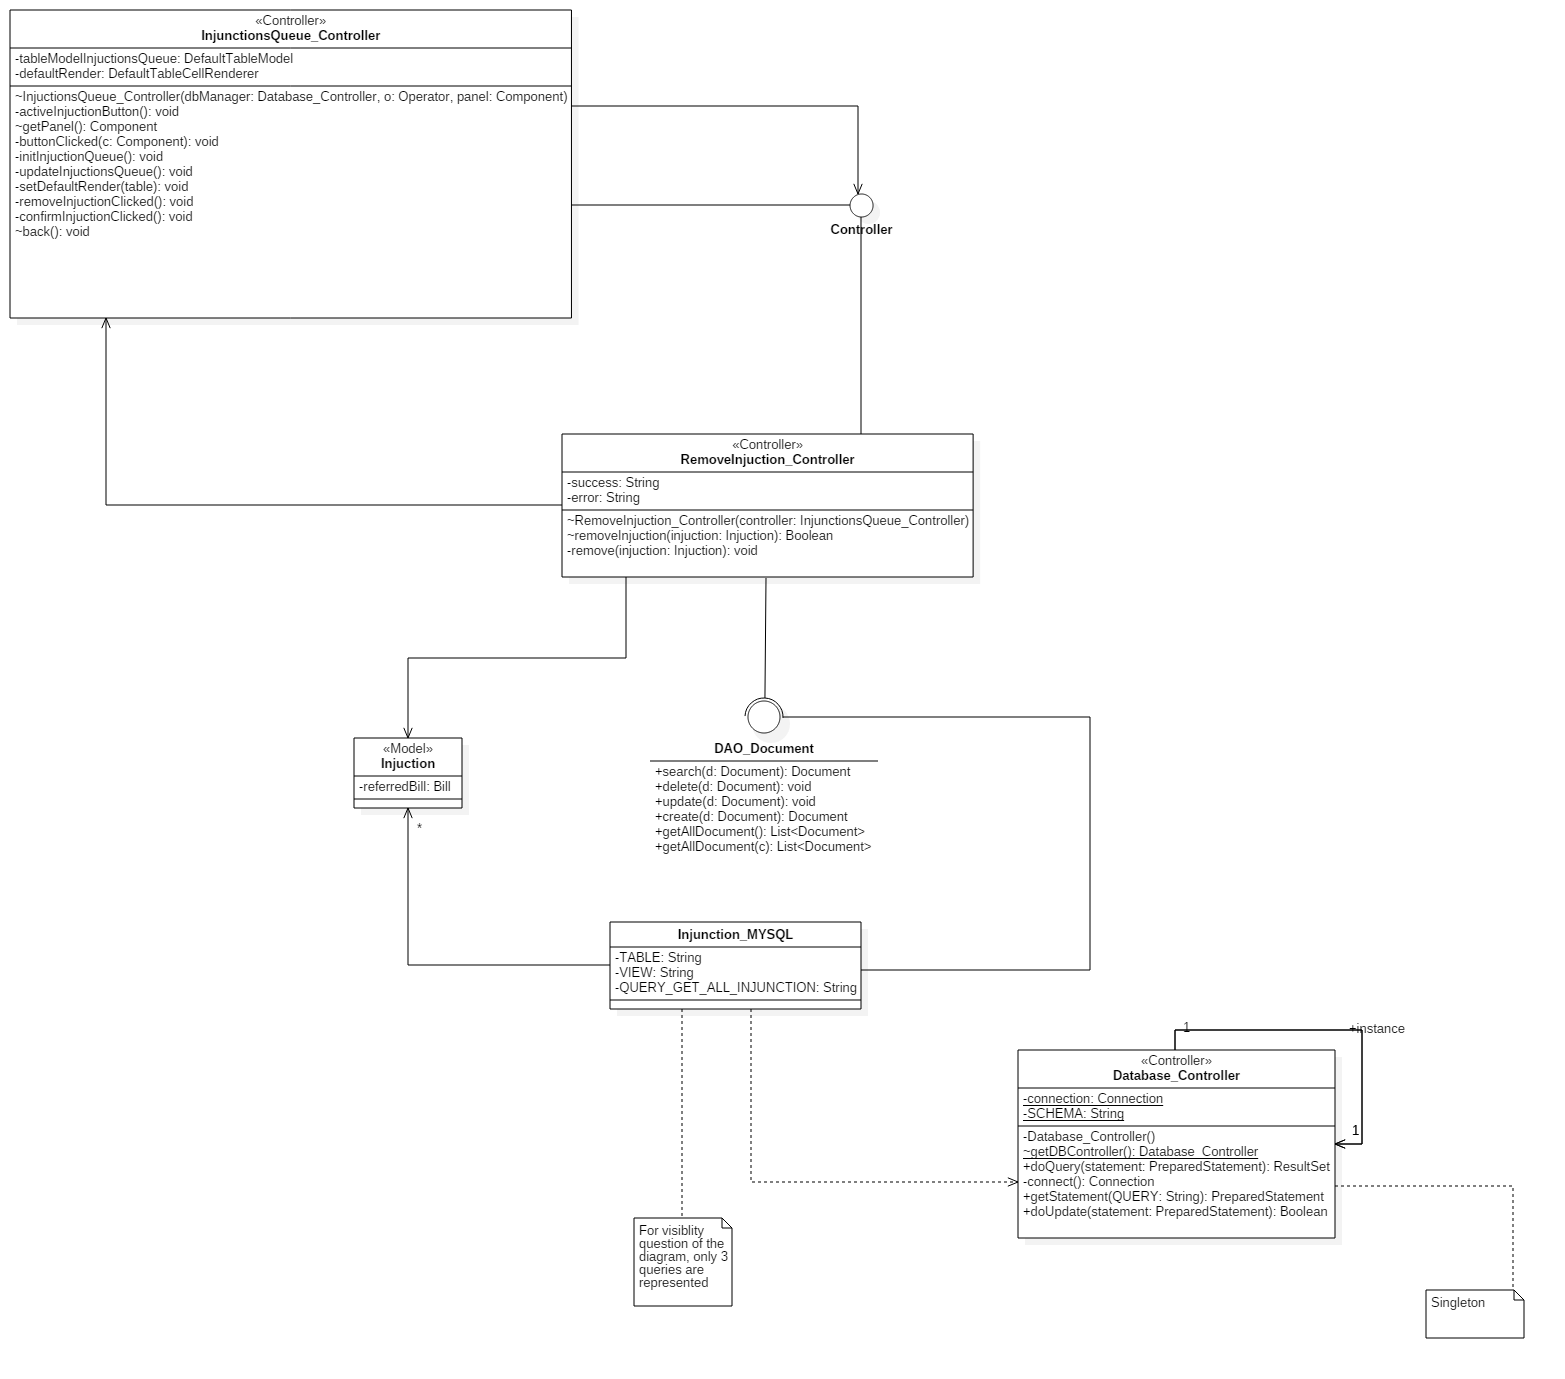 «Controller»
InjunctionsQueue_Controller
-tableModelInjuctionsQueue: DefaultTableModel
-defaultRender: DefaultTableCellRenderer
~InjuctionsQueue_Controller(dbManager: Database_Controller, o: Operator, panel: Component)
-activeInjuctionButton(): void
~getPanel(): Component
-buttonClicked(c: Component): void
-initInjuctionQueue(): void
-updateInjuctionsQueue(): void
-setDefaultRender(table): void
-removeInjuctionClicked(): void
-confirmInjuctionClicked(): void
~back(): void
Controller
«Controller»
RemoveInjuction_Controller
-success: String
-error: String
~RemoveInjuction_Controller(controller: InjunctionsQueue_Controller)
~removeInjuction(injuction: Injuction): Boolean
-remove(injuction: Injuction): void
«Model»
Injuction
-referredBill: Bill
*
DAO_Document
+search(d: Document): Document
+delete(d: Document): void
+update(d: Document): void
+create(d: Document): Document
+getAllDocument(): List<Document>
+getAllDocument(c): List<Document>
Injunction_MYSQL
-TABLE: String
-VIEW: String
-QUERY_GET_ALL_INJUNCTION: String
1
+instance
«Controller»
Database_Controller
-connection: Connection
-SCHEMA: String
1
-Database_Controller()
~getDBController(): Database_Controller
+doQuery(statement: PreparedStatement): ResultSet
-connect(): Connection
+getStatement(QUERY: String): PreparedStatement
+doUpdate(statement: PreparedStatement): Boolean
For visiblity
question of the
diagram, only 3
queries are
represented
Singleton